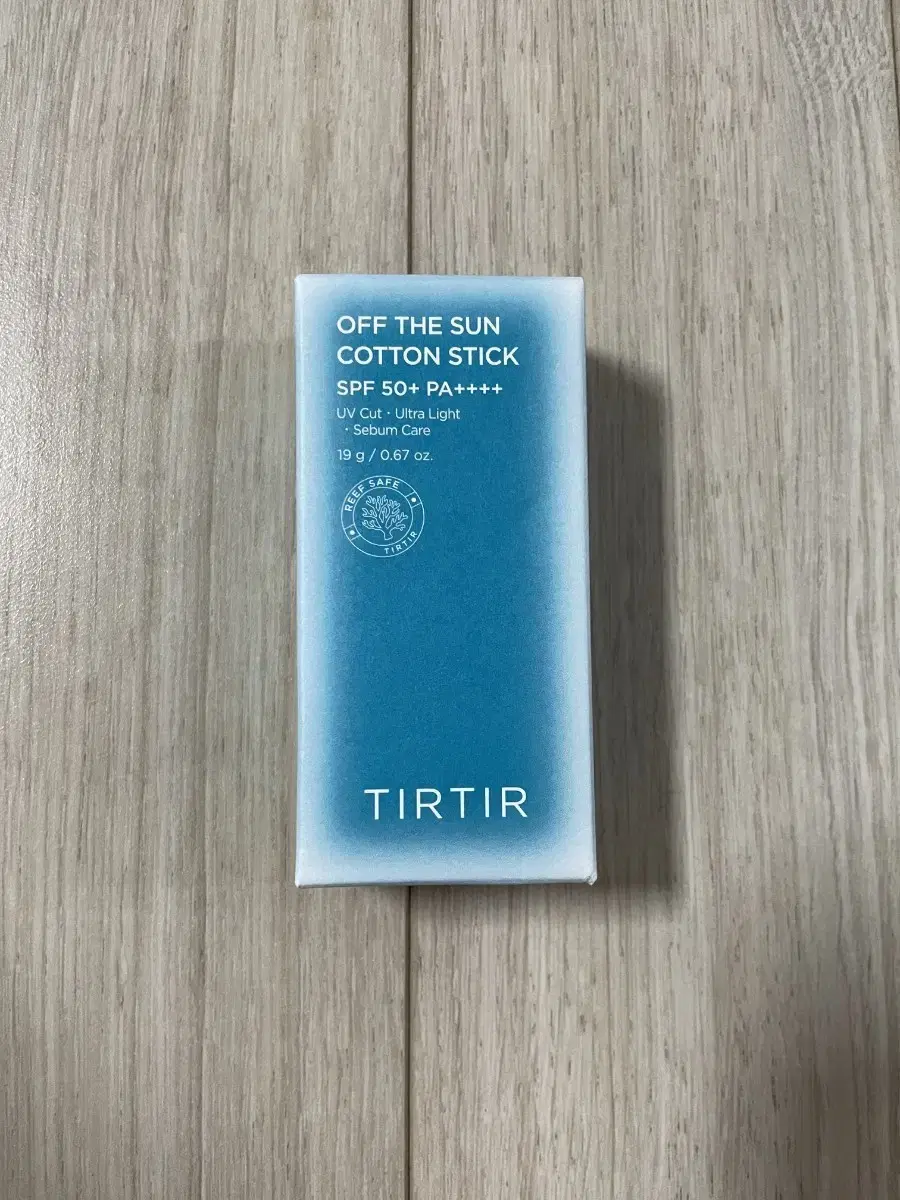 OFF THE SUN
COTTON STICK
SPF 50+ PA++++
UV Cut · Ultra Light
· Sebum Care
19 g / 0.67 oz.
REEF SAFE
TIRTIR
TIRTIR